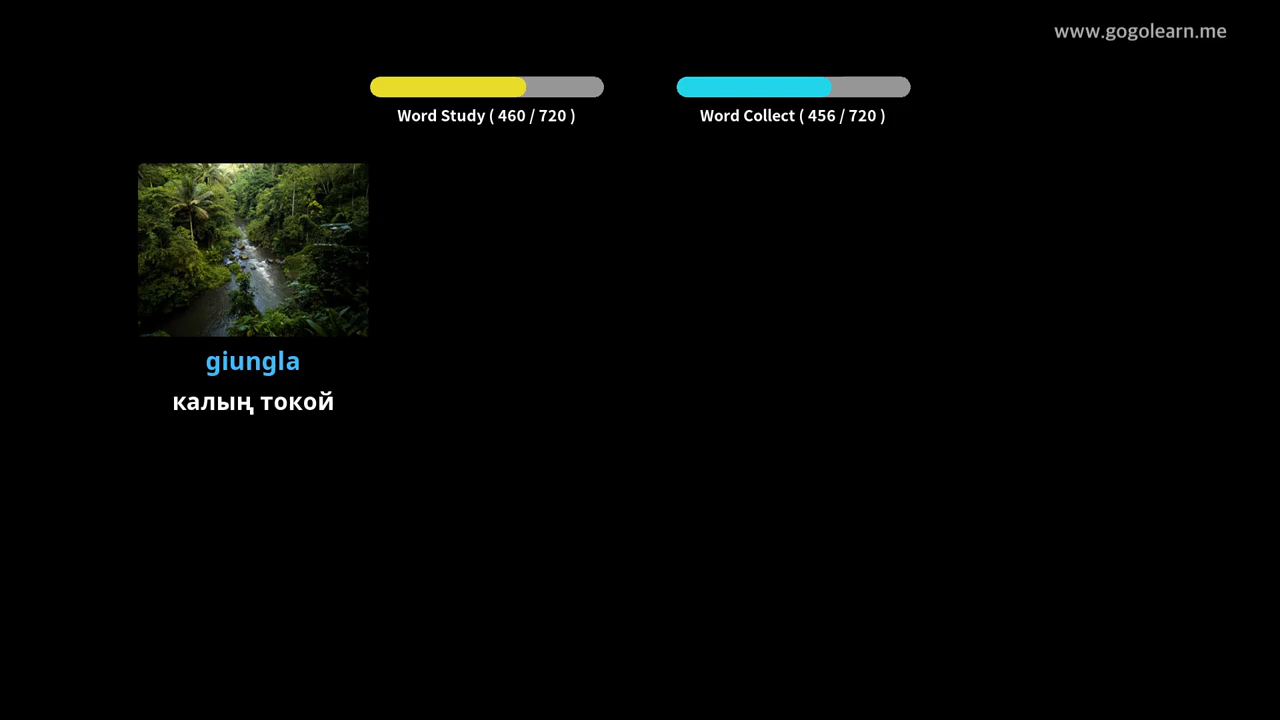 www.gogolearn.me
Word Study ( 460 / 720 )
Word Collect ( 456 / 720 )
giungla
калың токой